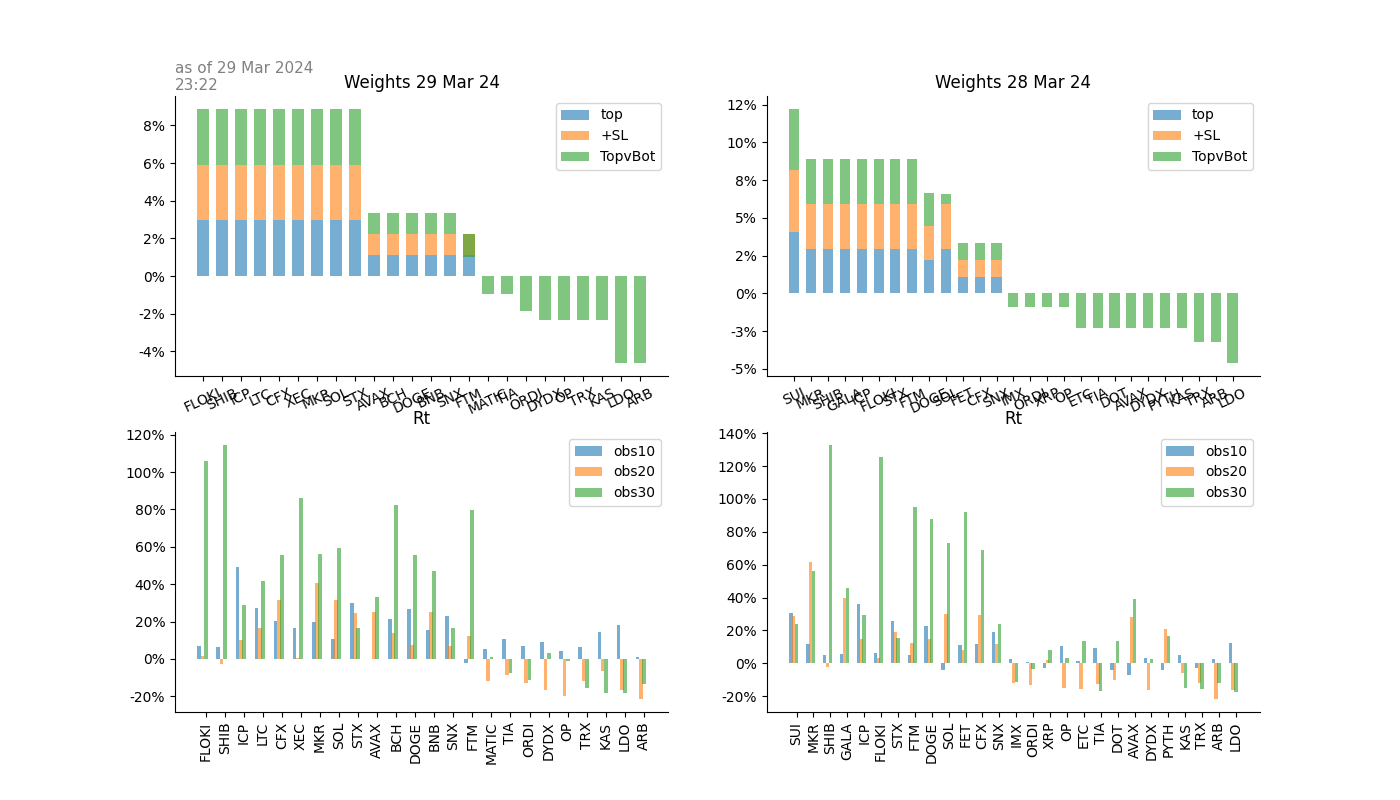 as of 29 Mar 2024
23:22
Weights 29 Mar 24
8%
6%
4%
2%
0%
-2%
-4%
top
+SL
TopvBot
FLOKI SHIB ICP LTC CFX XEC MKR SOL STX AVAX BCH DOGE BNB SNX FTM MATIC TIA ORDI DYDX OP TRX KAS LDO ARB
Weights 28 Mar 24
12%
10%
8%
5%
2%
0%
-3%
-5%
top
+SL
TopvBot
SUI MKR SHIB GALA ICP FLOKI STX FTM DOGE SOL FET CFX SNX IMX ORDI XRP OP ETC TIA DOT AVAX DYDX PYTH KAS TRX ARB LDO
Rt
120%
100%
80%
60%
40%
20%
0%
-20%
obs10
obs20
obs30
FLOKI SHIB ICP LTC CFX XEC MKR SOL STX AVAX BCH DOGE BNB SNX FTM MATIC TIA ORDI DYDX OP TRX KAS LDO ARB
Rt
140%
120%
100%
80%
60%
40%
20%
0%
-20%
obs10
obs20
obs30
SUI MKR SHIB GALA ICP FLOKI STX FTM DOGE SOL FET CFX SNX IMX ORDI XRP OP ETC TIA DOT AVAX DYDX PYTH KAS TRX ARB LDO